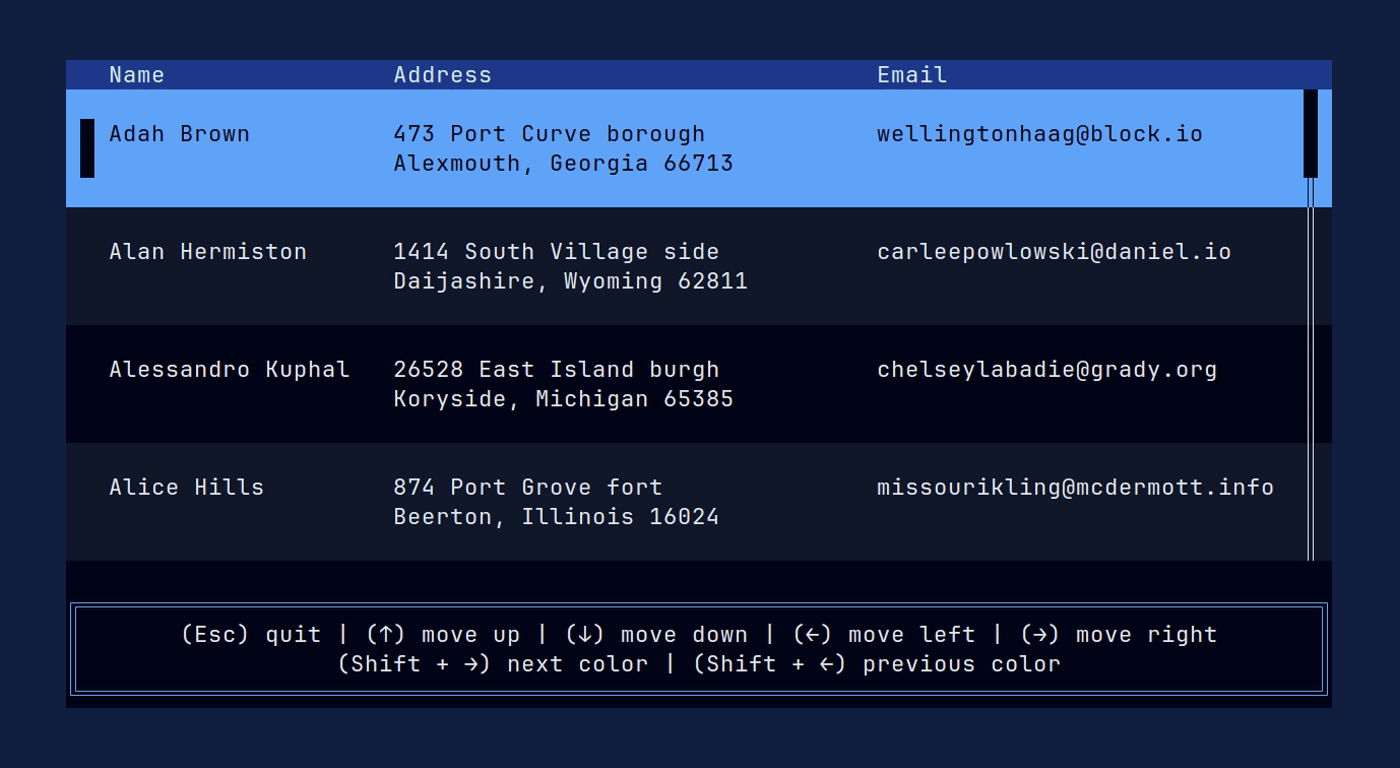 Name Address Email
Adah Brown 473 Port Curve borough wellingtonhaag@block.io
Alexmouth, Georgia 66713
Alan Hermiston 1414 South Village side carleepowlowski@daniel.io
Daijashire, Wyoming 62811
Alessandro Kuphal 26528 East Island burgh chelseylabadie@grady.org
Koryside, Michigan 65385
Alice Hills 874 Port Grove fort missourikling@mcdermott.info
Beerton, Illinois 16024
(Esc) quit | (↑) move up | (↓) move down | (←) move left | (→) move right
(Shift + →) next color | (Shift + ←) previous color